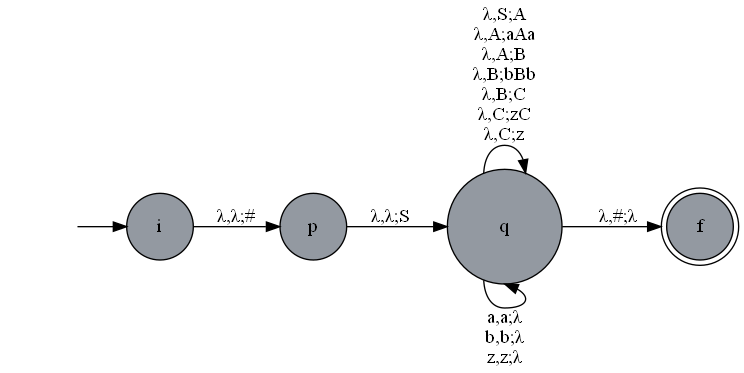 λ,S;A
λ,A;aAa
λ,A;B
λ,B;bBb
λ,B;C
λ,C;zC
λ,C;z
i
λ,λ;#
p
λ,λ;S
q
λ,#;λ
f
a,a;λ
b,b;λ
z,z;λ